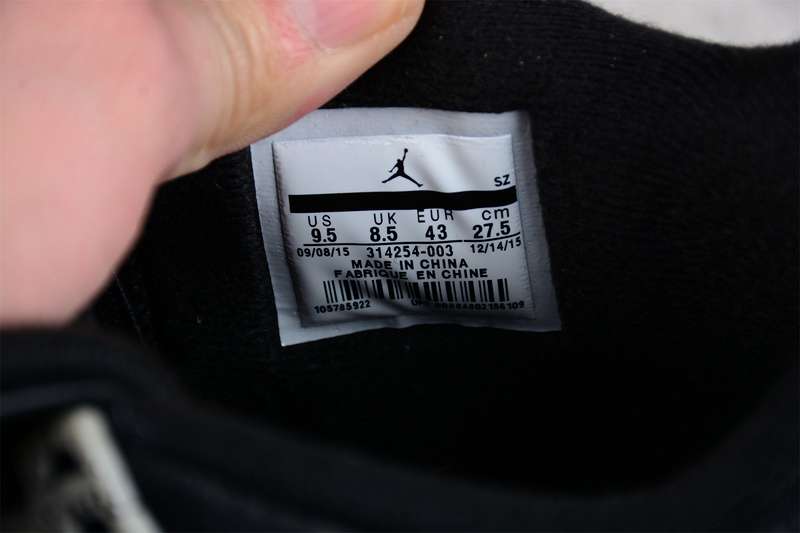 SZ
US UK EUR cm
9.5 8.5 43 27.5
09/08/15 314254-003 12/14/15
MADE IN CHINA
FABRIQUE EN CHINE
105785922